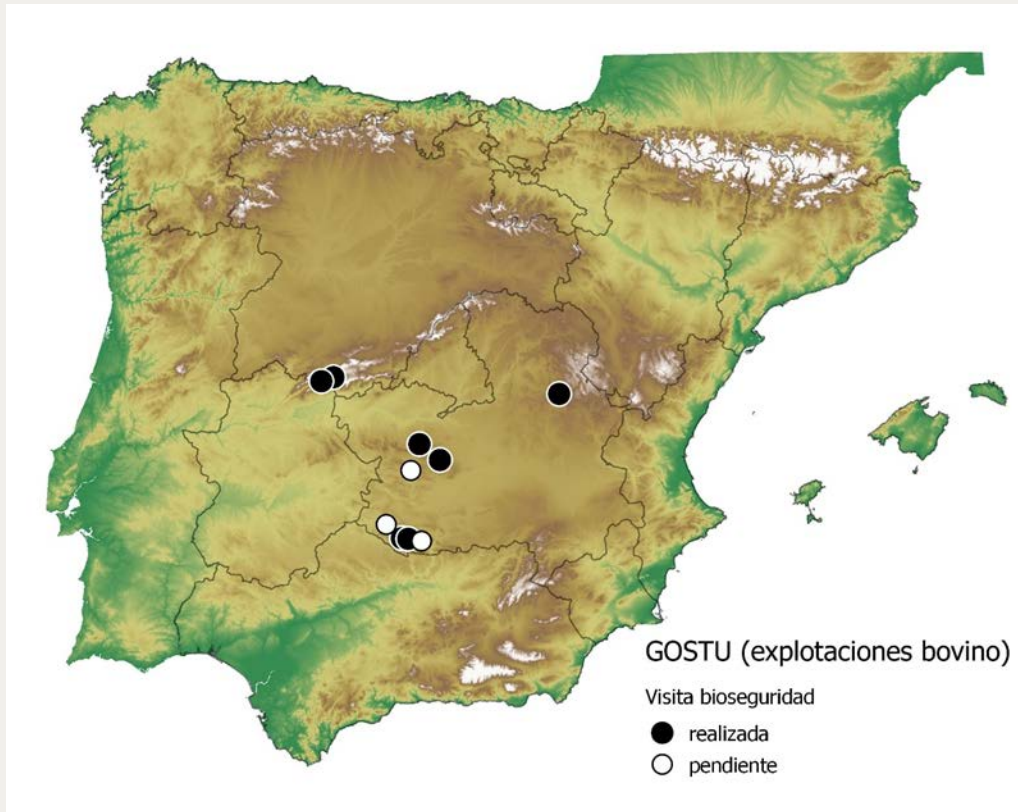 GOSTU (explotaciones bovino)
Visita bioseguridad
realizada
pendiente